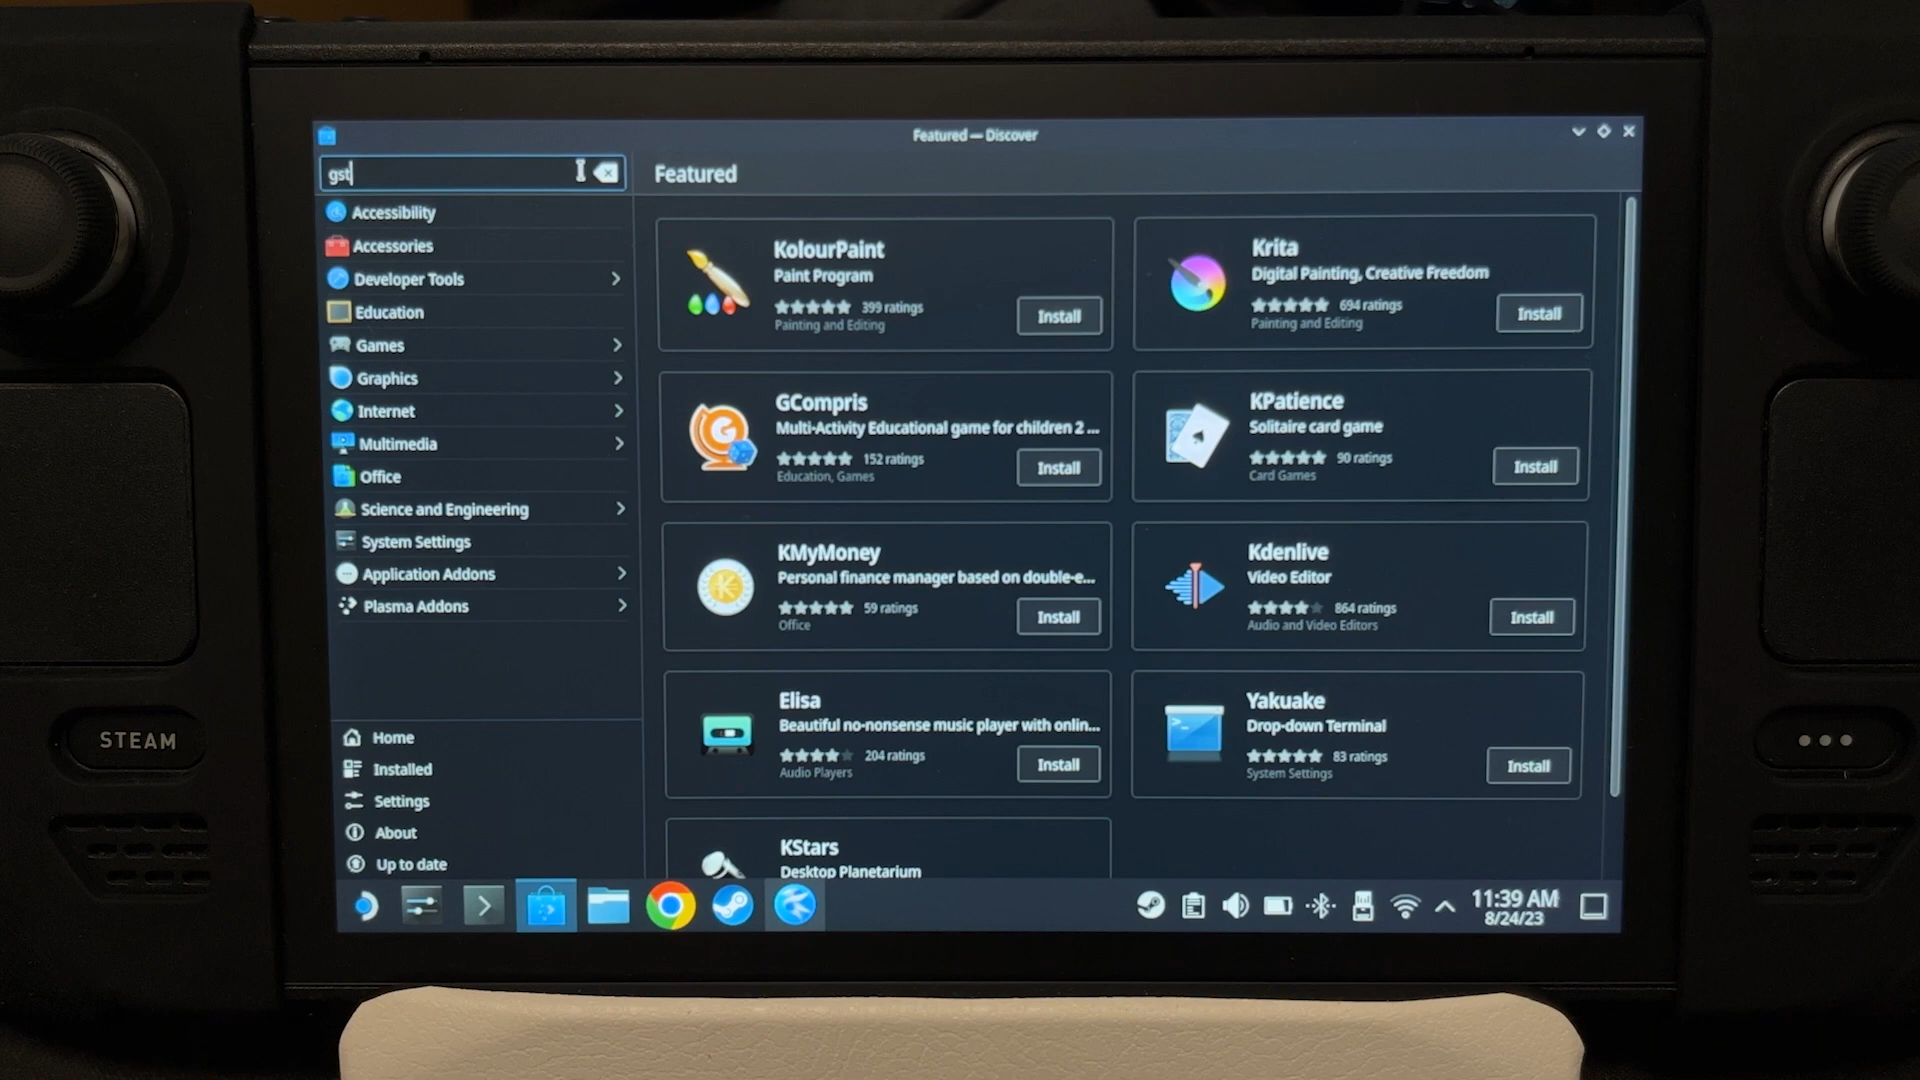 Featured — Discover
gst
Featured
Accessibility
Accessories
Developer Tools
Education
Games
Graphics
Internet
Multimedia
Office
Science and Engineering
System Settings
Application Addons
Plasma Addons
Home
Installed
Settings
About
Up to date
KolourPaint
Paint Program
399 ratings
Painting and Editing
Install
Krita
Digital Painting, Creative Freedom
694 ratings
Painting and Editing
Install
GCompris
Multi-Activity Educational game for children 2 ...
152 ratings
Education, Games
Install
KPatience
Solitaire card game
90 ratings
Card Games
Install
KMyMoney
Personal finance manager based on double-e...
59 ratings
Office
Install
Kdenlive
Video Editor
864 ratings
Audio and Video Editors
Install
Elisa
Beautiful no-nonsense music player with onlin...
204 ratings
Audio Players
Install
Yakuake
Drop-down Terminal
83 ratings
System Settings
Install
KStars
Desktop Planetarium
11:39 AM
8/24/23
STEAM